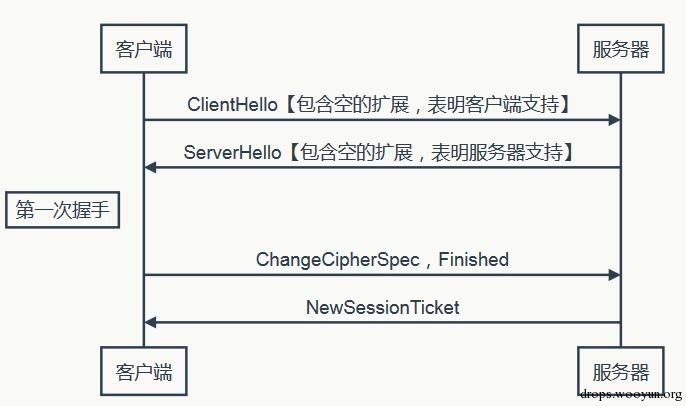 客户端 服务器
ClientHello【包含空的扩展，表明客户端支持】
ServerHello【包含空的扩展，表明服务器支持】
第一次握手
ChangeCipherSpec，Finished
NewSessionTicket
客户端 服务器
drops.wooyun.org